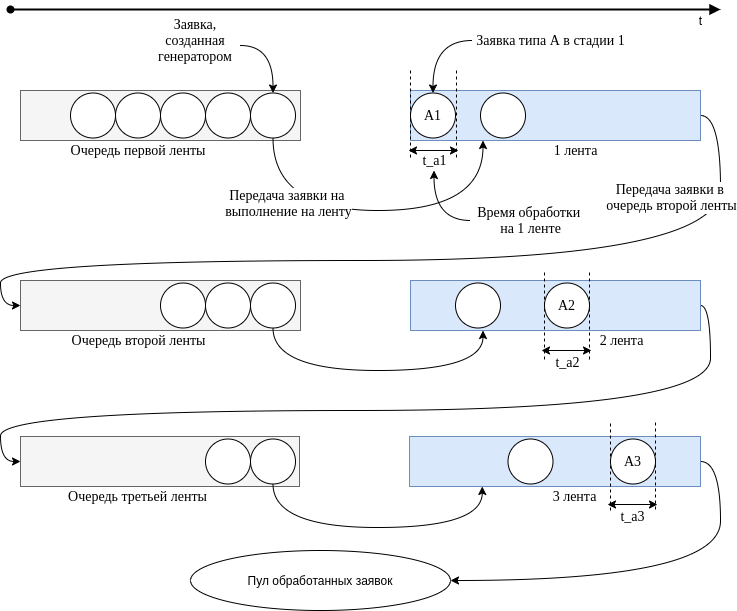 t
Заявка,
созданная
генератором
Заявка типа А в стадии 1
A1
Очередь первой ленты
t_a1
1 лента
Передача заявки на
выполнение на ленту
Время обработки
на 1 ленте
Передача заявки в
очередь второй ленты
A2
Очередь второй ленты
2 лента
t_a2
A3
Очередь третьей ленты
3 лента
t_a3
Пул обработанных заявок